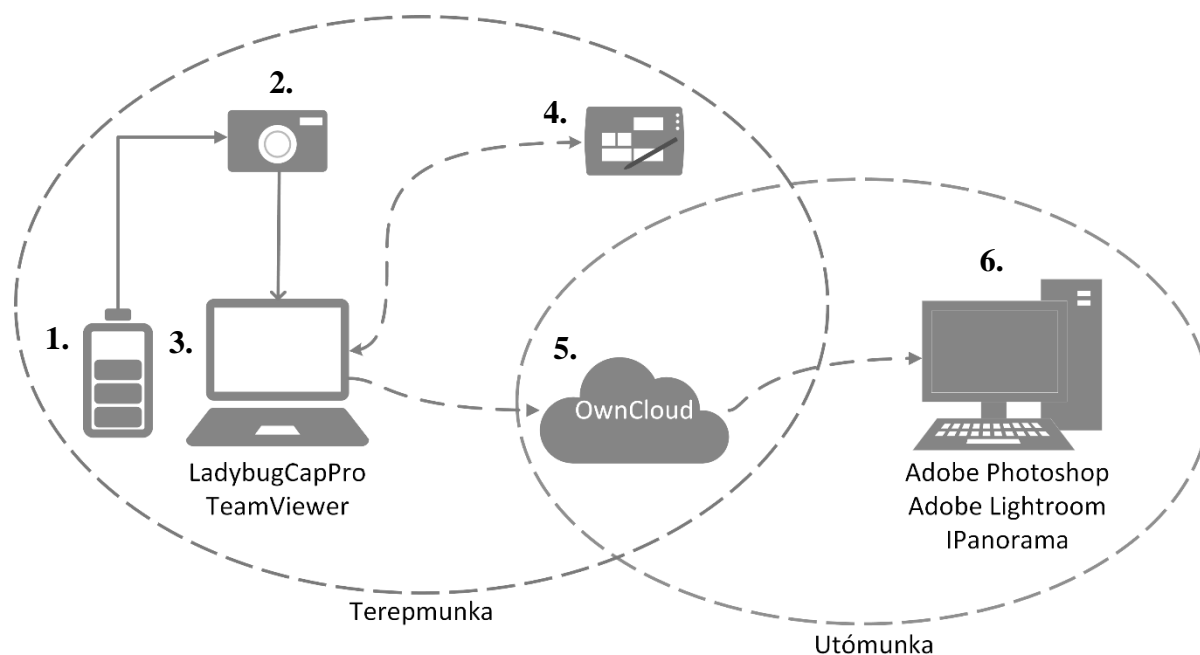 1.
2.
3.
LadybugCapPro
TeamViewer
4.
5.
OwnCloud
6.
Adobe Photoshop
Adobe Lightroom
IPanorama
Terepmunka
Utómunka